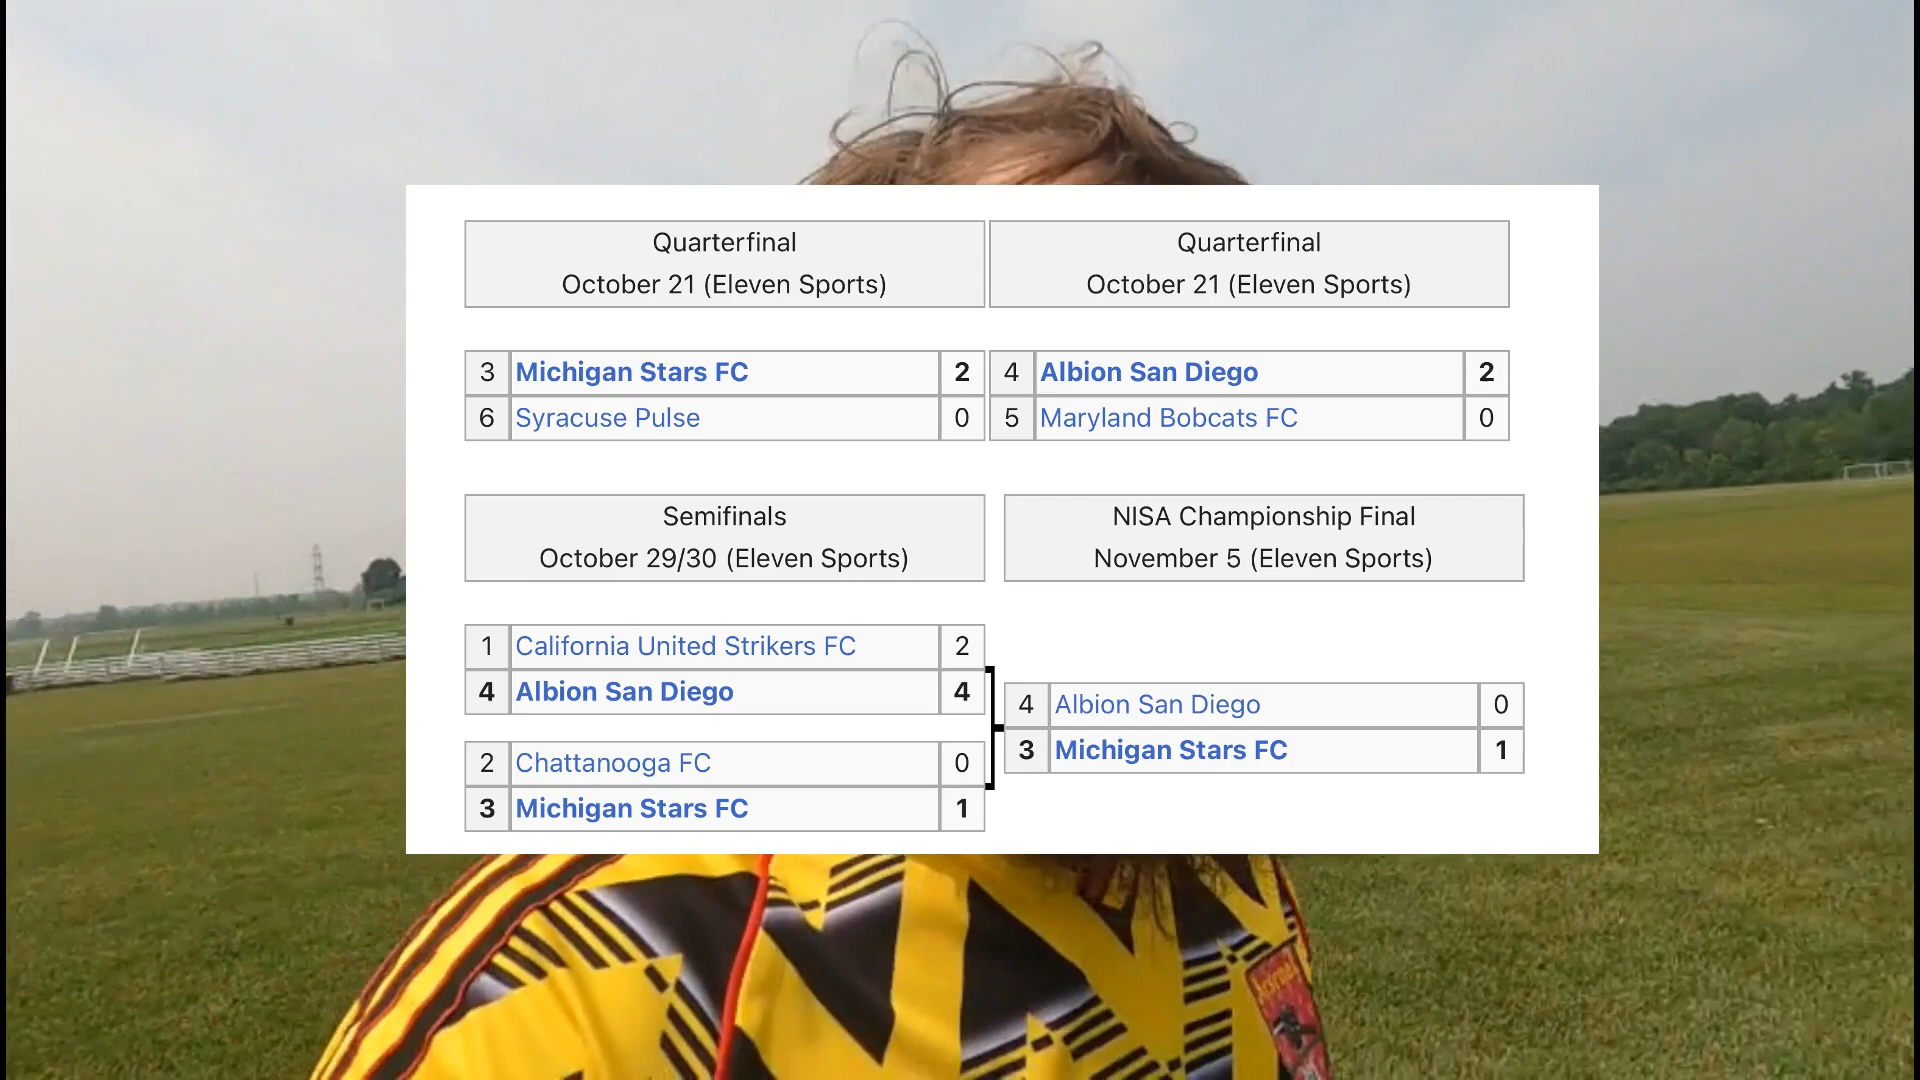 Quarterfinal
October 21 (Eleven Sports)
Quarterfinal
October 21 (Eleven Sports)
3 Michigan Stars FC 2
6 Syracuse Pulse 0
4 Albion San Diego 2
5 Maryland Bobcats FC 0
Semifinals
October 29/30 (Eleven Sports)
NISA Championship Final
November 5 (Eleven Sports)
1 California United Strikers FC 2
4 Albion San Diego 4
2 Chattanooga FC 0
3 Michigan Stars FC 1
4 Albion San Diego 0
3 Michigan Stars FC 1
Arsenal